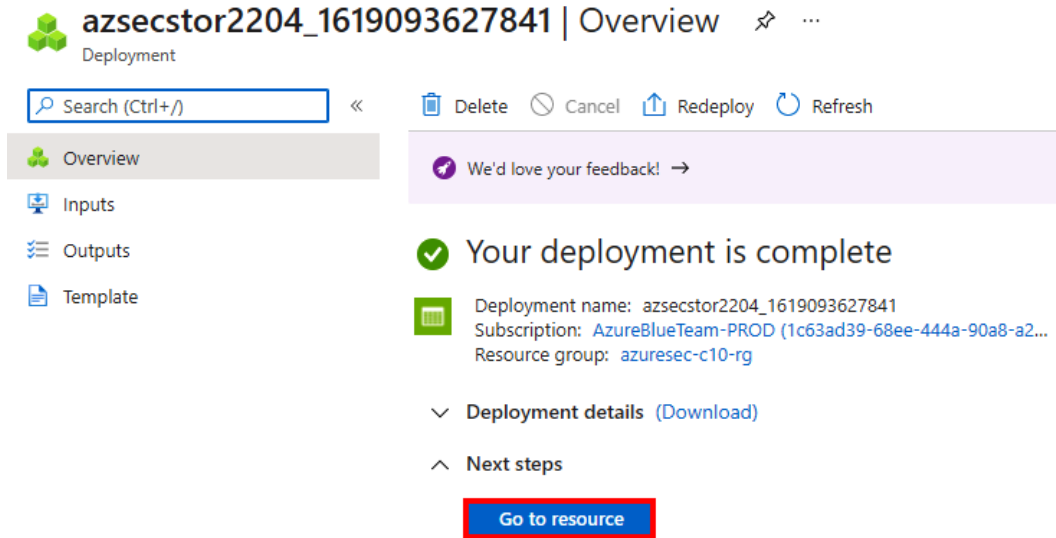 azsecstor2204_1619093627841 | Overview ...
Deployment
Search (Ctrl+/)
«
Delete Cancel Redeploy Refresh
Overview
We'd love your feedback! →
Inputs
Outputs
Template
Your deployment is complete
Deployment name: azsecstor2204_1619093627841
Subscription: AzureBlueTeam-PROD (1c63ad39-68ee-444a-90a8-a2...
Resource group: azuresec-c10-rg
Deployment details (Download)
Next steps
Go to resource